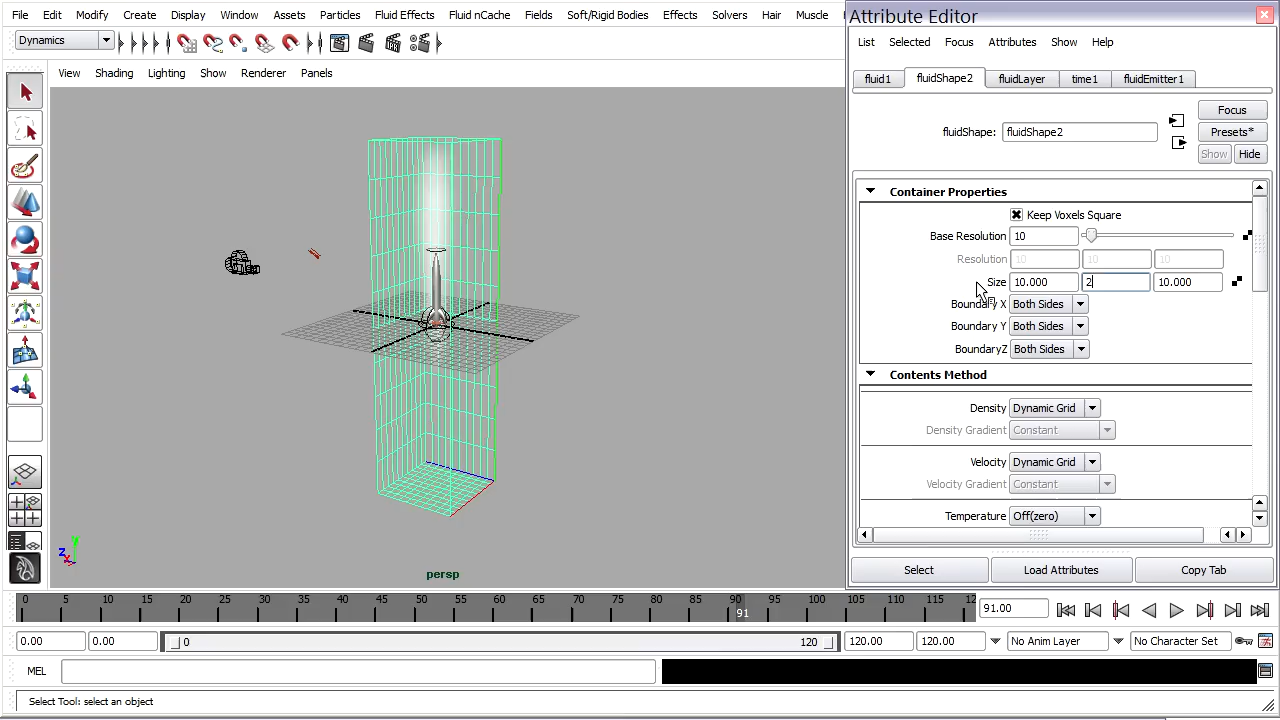 File Edit Modify Create Display Window Assets Particles Fluid Effects Fluid nCache Fields Soft/Rigid Bodies Effects Solvers Hair Muscle
Attribute Editor
Dynamics
List Selected Focus Attributes Show Help
View Shading Lighting Show Renderer Panels
fluid1 fluidShape2 fluidLayer time1 fluidEmitter1
Focus
fluidShape: fluidShape2
Presets*
Show Hide
Container Properties
Keep Voxels Square
Base Resolution 10
Resolution 10 10 10
Size 10.000 2 10.000
Boundary X Both Sides
Boundary Y Both Sides
BoundaryZ Both Sides
Contents Method
Density Dynamic Grid
Density Gradient Constant
Velocity Dynamic Grid
Velocity Gradient Constant
Temperature Off(zero)
z x y
persp
Select Load Attributes Copy Tab
0 5 10 15 20 25 30 35 40 45 50 55 60 65 70 75 80 85 90 95 100 105 110 115 12
91
91.00
0.00 0.00 0 120 120.00 120.00 No Anim Layer No Character Set
MEL
Select Tool: select an object